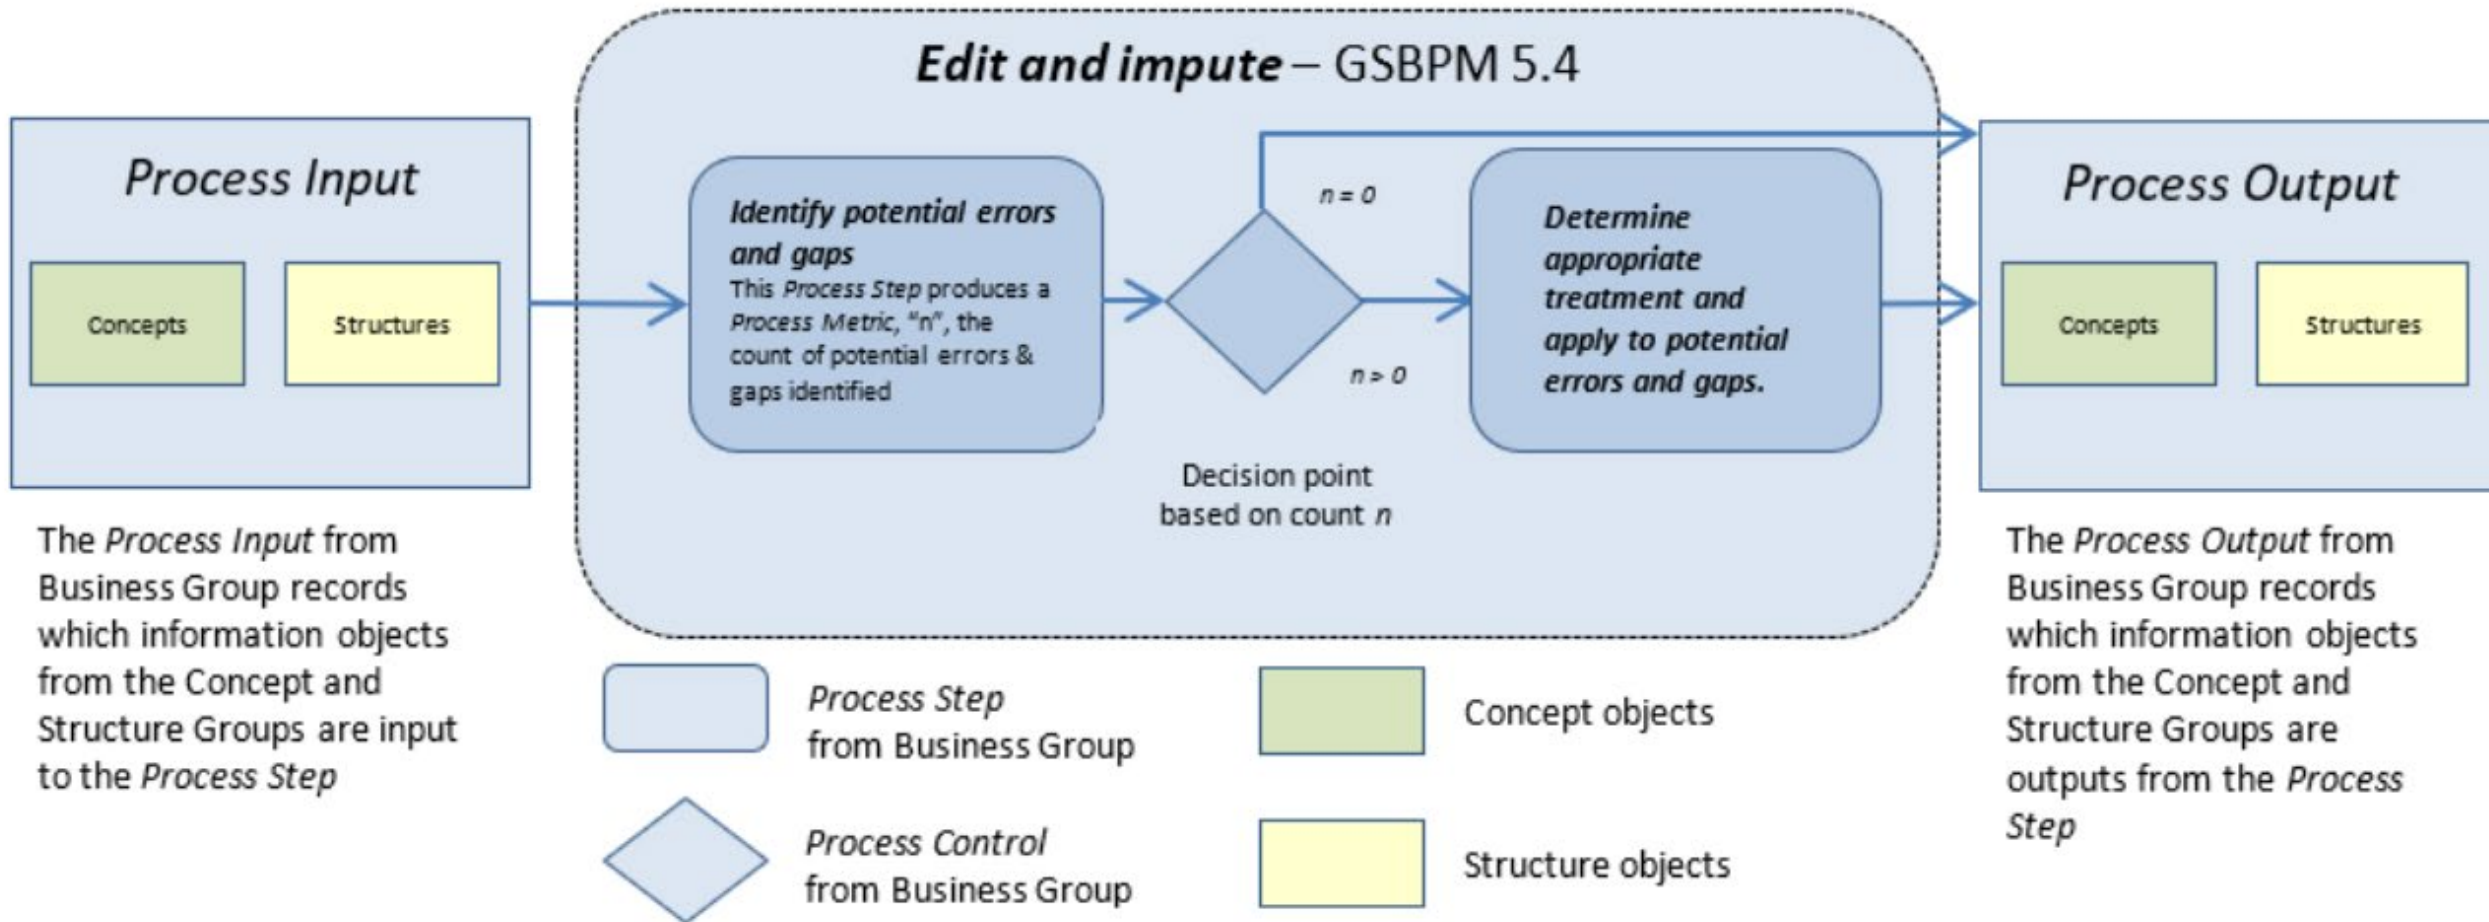 Edit and impute – GSBPM 5.4
Process Input
Concepts
Structures
Identify potential errors
and gaps
This Process Step produces a
Process Metric, “n”, the
count of potential errors &
gaps identified
n = 0
n > 0
Decision point
based on count n
Determine
appropriate
treatment and
apply to potential
errors and gaps.
Process Output
Concepts
Structures
The Process Input from
Business Group records
which information objects
from the Concept and
Structure Groups are input
to the Process Step
Process Step
from Business Group
Process Control
from Business Group
Concept objects
Structure objects
The Process Output from
Business Group records
which information objects
from the Concept and
Structure Groups are
outputs from the Process
Step